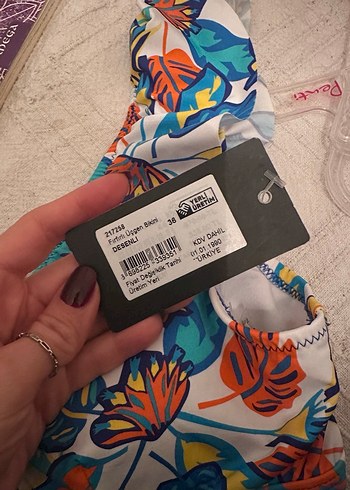 217258
Fırfırlı Üçgen Bikini
DESENLİ
36
YERLİ
ÜRETİM
KDV DAHİL
01.01.1990
Fiyat Değişiklik Tarihi
Üretim Yeri
"TÜRKİYE"
Penti